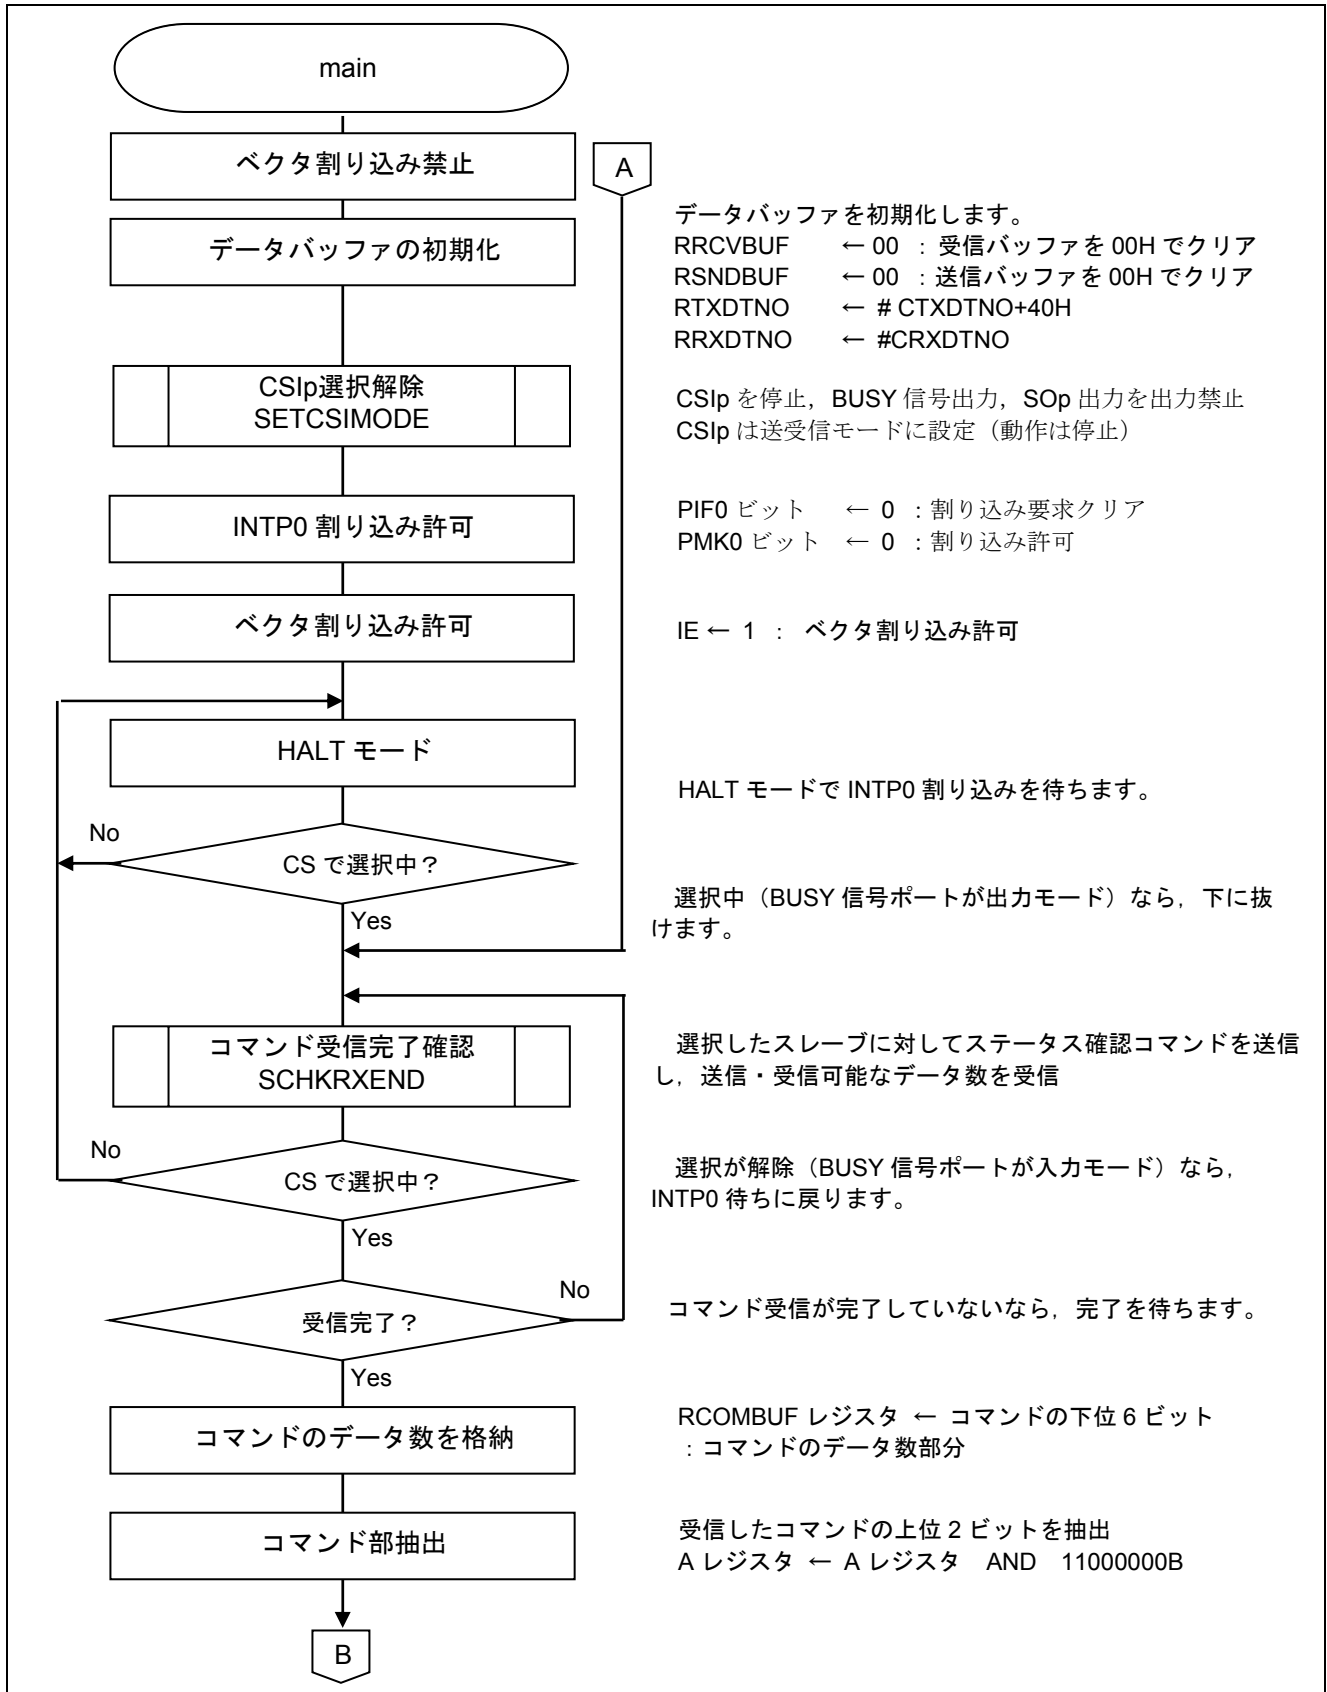 main
ベクタ割り込み禁止
A
データバッファの初期化
データバッファを初期化します。
RRCVBUF ← 00 ：受信バッファを 00H でクリア
RSNDBUF ← 00 ：送信バッファを 00H でクリア
RTXDTNO ← # CTXDTNO+40H
RRXDTNO ← #CRXDTNO
CSIp選択解除
SETCSIMODE
CSIp を停止，BUSY 信号出力，SOp 出力を出力禁止
CSIp は送受信モードに設定（動作は停止）
INTP0 割り込み許可
PIF0 ビット ← 0 ：割り込み要求クリア
PMK0 ビット ← 0 ：割り込み許可
ベクタ割り込み許可
IE ← 1 ： ベクタ割り込み許可
HALT モード
HALT モードで INTP0 割り込みを待ちます。
No
CS で選択中？
Yes
選択中（BUSY 信号ポートが出力モード）なら，下に抜
けます。
コマンド受信完了確認
SCHKRXEND
選択したスレーブに対してステータス確認コマンドを送信
し，送信・受信可能なデータ数を受信
No
CS で選択中？
Yes
選択が解除（BUSY 信号ポートが入力モード）なら，
INTP0 待ちに戻ります。
受信完了？
No
Yes
コマンド受信が完了していないなら，完了を待ちます。
コマンドのデータ数を格納
RCOMBUF レジスタ ← コマンドの下位 6 ビット
：コマンドのデータ数部分
コマンド部抽出
受信したコマンドの上位 2 ビットを抽出
A レジスタ ← A レジスタ AND 11000000B
B